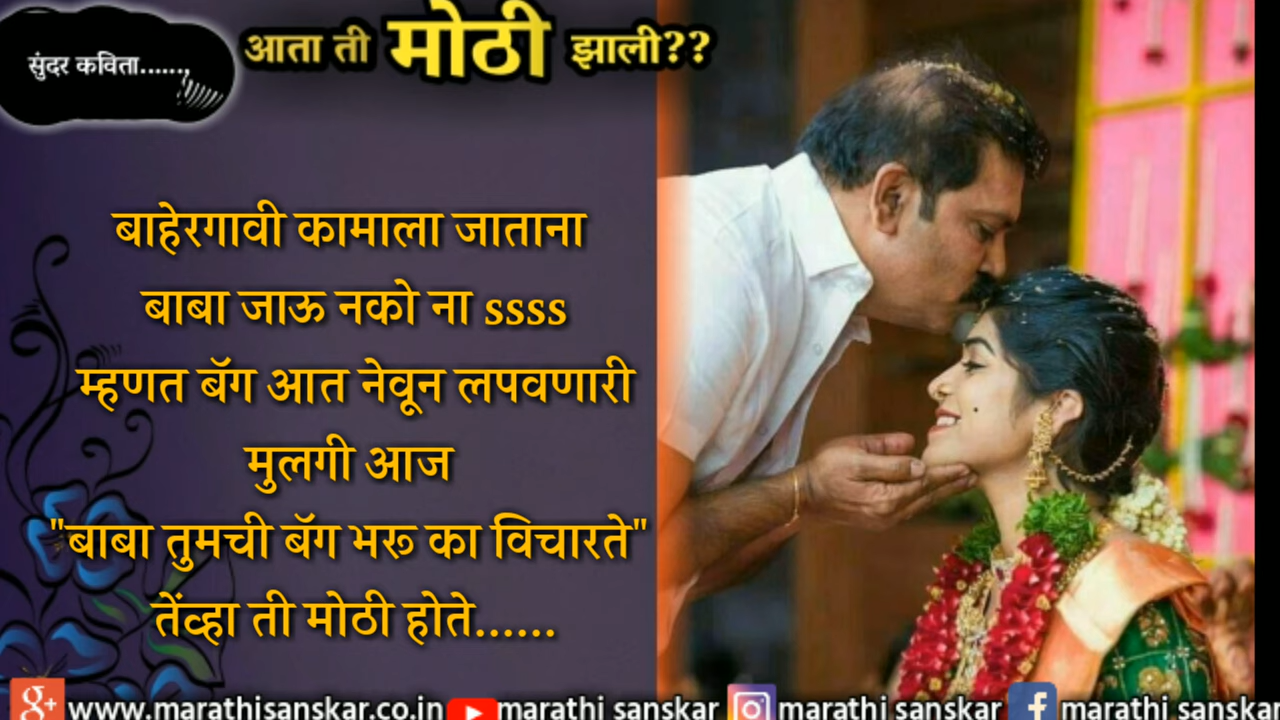 सुंदर कविता......
आता ती मोठी झाली??
बाहेरगावी कामाला जाताना
बाबा जाऊ नको ना ssss
म्हणत बॅग आत नेवून लपवणारी
मुलगी आज
"बाबा तुमची बॅग भरू का विचारते"
तेंव्हा ती मोठी होते......
g+ www.marathisanskar.co.in marathi sanskar marathi sanskar marathi sanskar